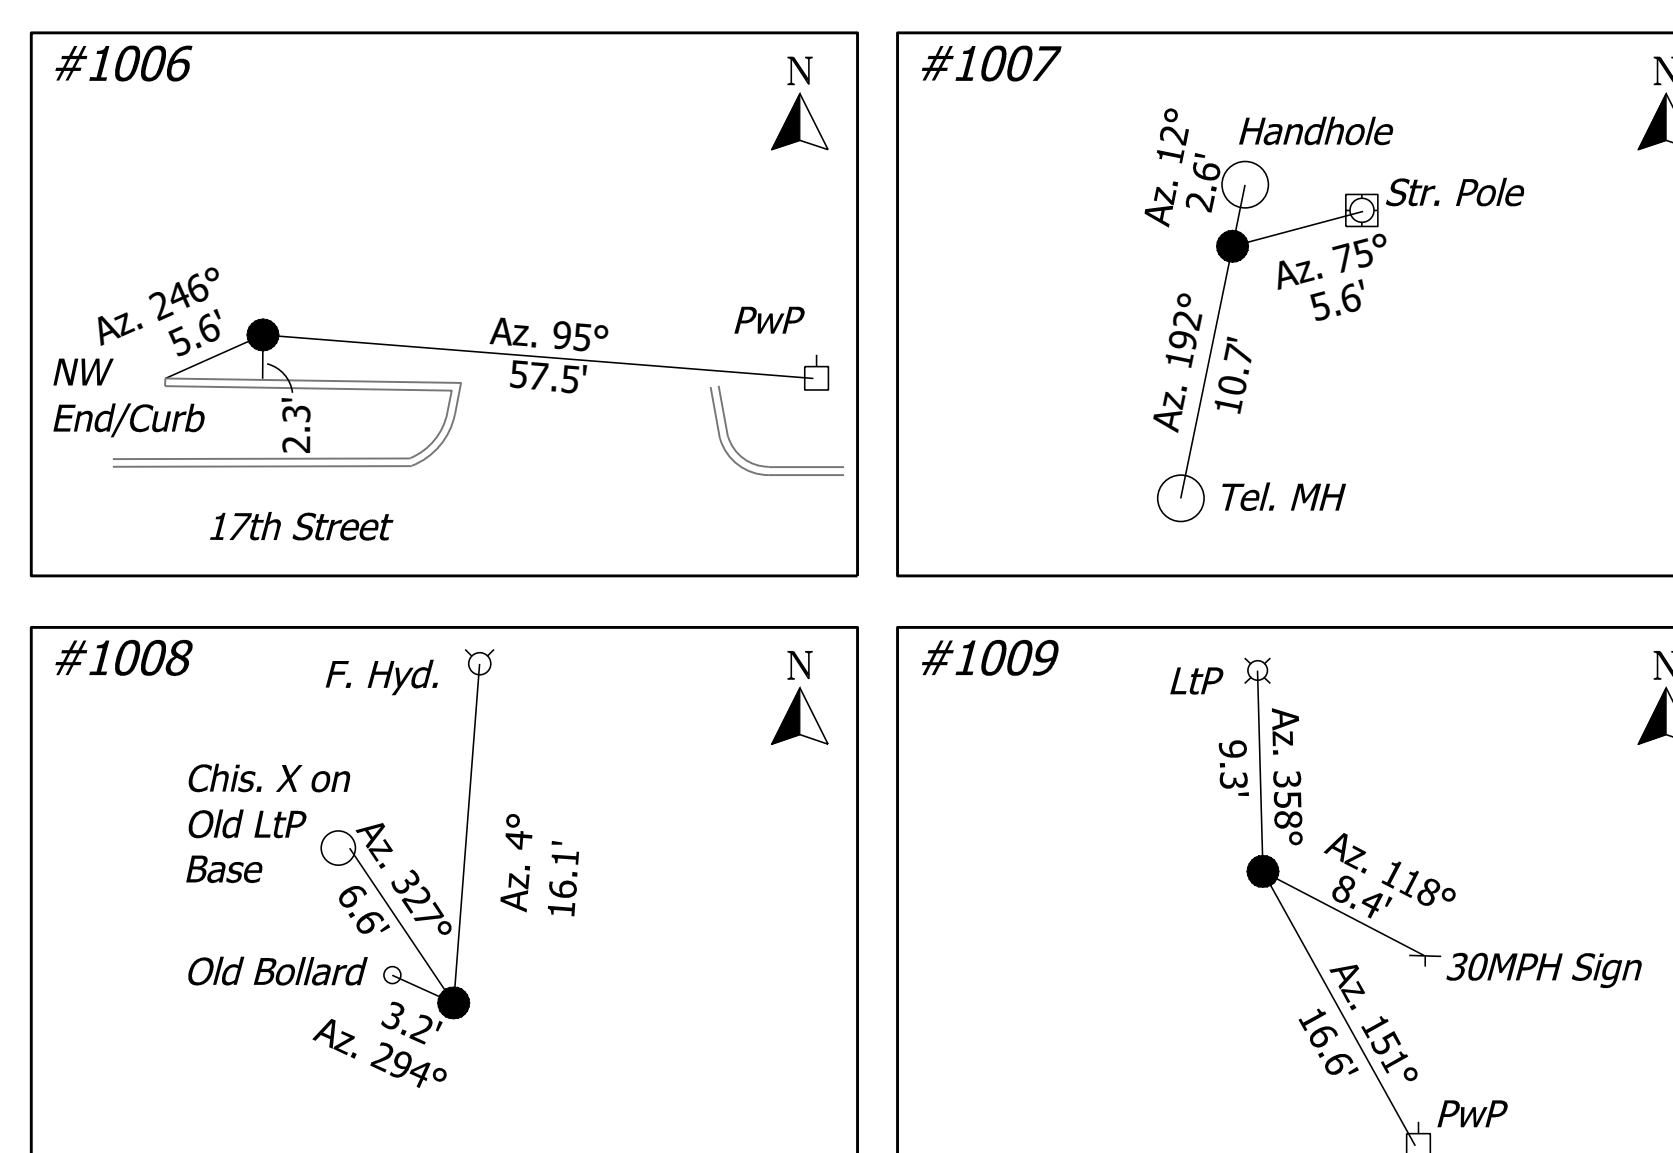 #1006
N
Az. 246°
5.6'
NW
End/Curb
2.3'
Az. 95°
57.5'
PwP
17th Street
#1007
N
Az. 12°
2.6'
Handhole
Str. Pole
Az. 75°
5.6'
Az. 192°
10.7'
Tel. MH
#1008
N
F. Hyd.
Chis. X on
Old LtP
Base
Az. 327°
6.6'
Az. 4°
16.1'
Old Bollard
3.2'
Az. 294°
#1009
N
LtP
Az. 358°
9.3'
Az. 118°
8.4'
30MPH Sign
Az. 151°
16.6'
PwP